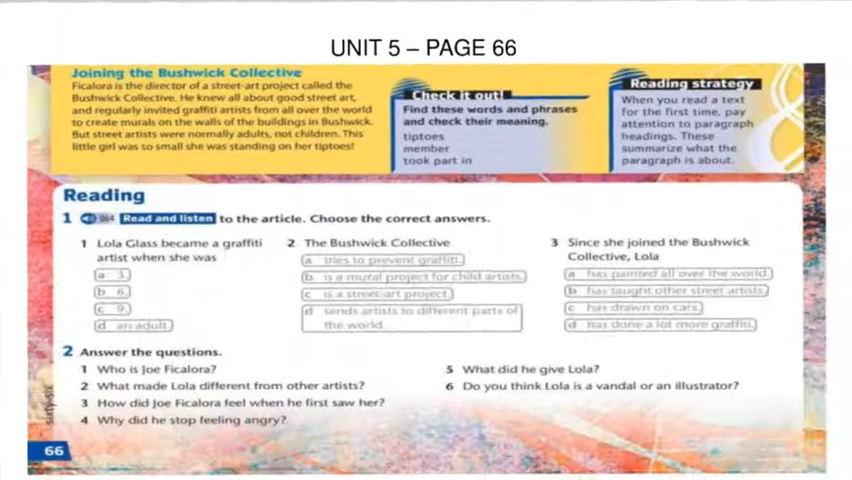 UNIT 5 – PAGE 66
Joining the Bushwick Collective
Ficalora is the director of a street-art project called the
Bushwick Collective. He knew all about good street art,
and regularly invited graffiti artists from all over the world
to create murals on the walls of the buildings in Bushwick.
But street artists were normally adults, not children. This
little girl was so small she was standing on her tiptoes!
Check it out!
Find these words and phrases
and check their meaning.
tiptoes
member
took part in
Reading strategy
When you read a text
for the first time, pay
attention to paragraph
headings. These
summarize what the
paragraph is about.
Reading
1 Read and listen to the article. Choose the correct answers.
1 Lola Glass became a graffiti
artist when she was
a 3.
b 6.
c 9.
d an adult.
2 The Bushwick Collective
a tries to prevent graffiti.
b is a mural project for child artists.
c is a street-art project.
d sends artists to different parts of
the world.
3 Since she joined the Bushwick
Collective, Lola
a has painted all over the world.
b has taught other street artists.
c has drawn on cars.
d has done a lot more graffiti.
2 Answer the questions.
1 Who is Joe Ficalora?
2 What made Lola different from other artists?
3 How did Joe Ficalora feel when he first saw her?
4 Why did he stop feeling angry?
5 What did he give Lola?
6 Do you think Lola is a vandal or an illustrator?
sixty-six
66